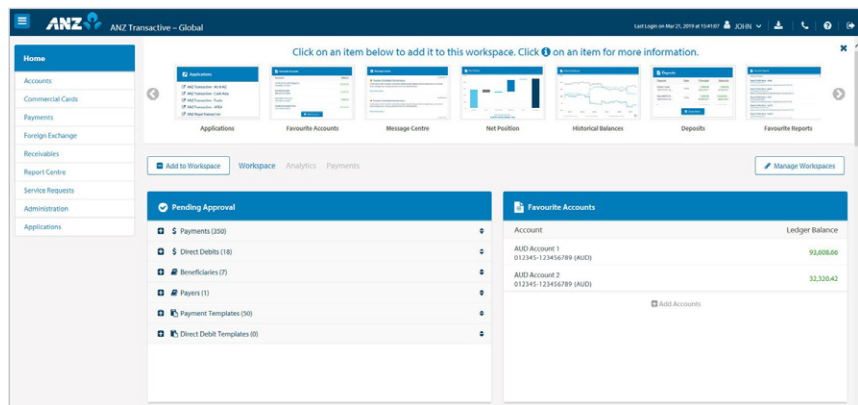 ANZ ANZ Transactive – Global
Last Login on Mar 21, 2019 at 15:41:07 JOHN
Home
Accounts
Commercial Cards
Payments
Foreign Exchange
Receivables
Report Centre
Service Requests
Administration
Applications
Click on an item below to add it to this workspace. Click i on an item for more information.
Applications
Favourite Accounts
Message Centre
Net Position
Historical Balances
Deposits
Favourite Reports
Add to Workspace Workspace Analytics Payments Manage Workspaces
Pending Approval
$ Payments (350)
$ Direct Debits (18)
Beneficiaries (7)
Payers (1)
Payment Templates (50)
Direct Debit Templates (0)
Favourite Accounts
Account Ledger Balance
AUD Account 1
012345-123456789 (AUD) 93,608.66
AUD Account 2
012345-123456789 (AUD) 32,320.42
Add Accounts